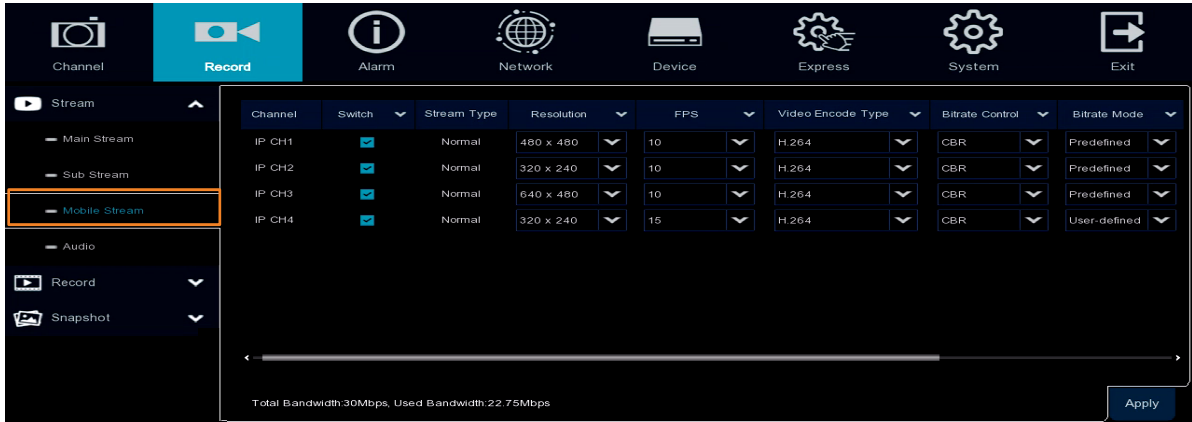 Channel Record Alarm Network Device Express System Exit
Stream
Main Stream
Sub Stream
Mobile Stream
Audio
Record
Snapshot
Channel Switch Stream Type Resolution FPS Video Encode Type Bitrate Control Bitrate Mode
IP CH1 Normal 480 x 480 10 H.264 CBR Predefined
IP CH2 Normal 320 x 240 10 H.264 CBR Predefined
IP CH3 Normal 640 x 480 10 H.264 CBR Predefined
IP CH4 Normal 320 x 240 15 H.264 CBR User-defined
Total Bandwidth:30Mbps, Used Bandwidth:22.75Mbps
Apply